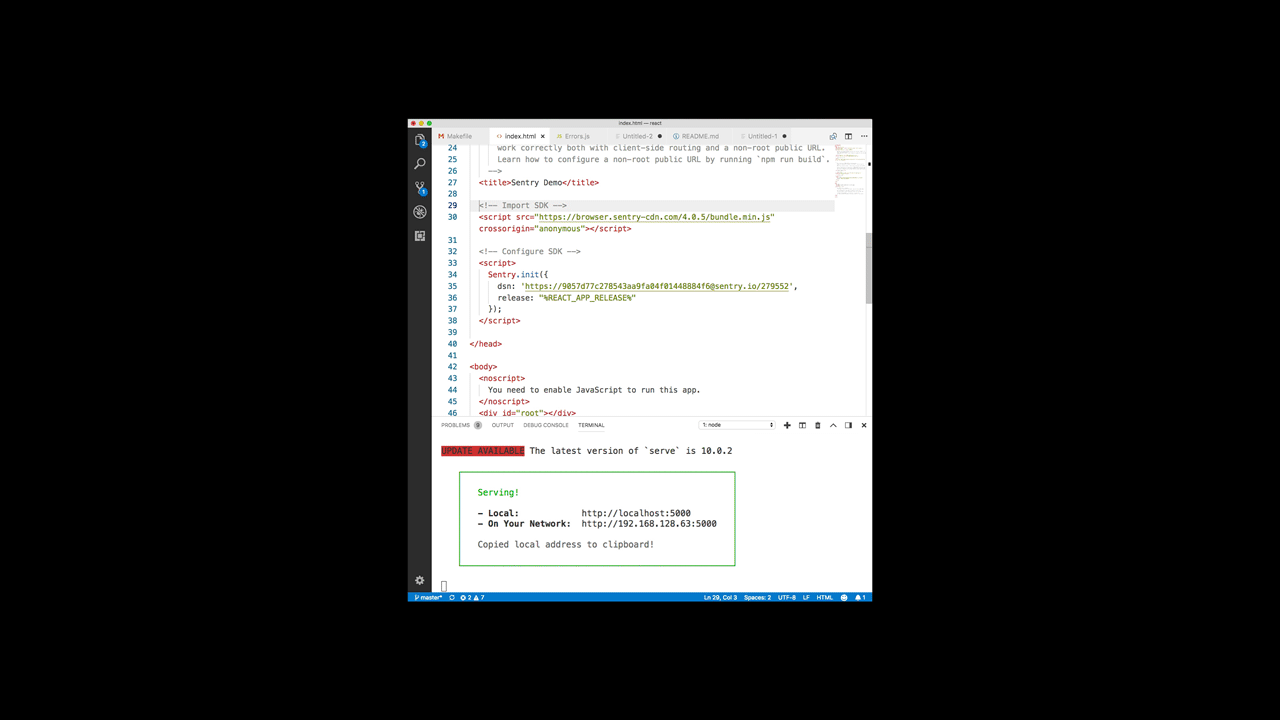 index.html — react
Makefile index.html Errors.js Untitled-2 README.md Untitled-1
24 work correctly both with client-side routing and a non-root public URL.
25 Learn how to configure a non-root public URL by running `npm run build`.
26 -->
27 <title>Sentry Demo</title>
28
29 <!-- Import SDK -->
30 <script src="https://browser.sentry-cdn.com/4.0.5/bundle.min.js"
crossorigin="anonymous"></script>
31
32 <!-- Configure SDK -->
33 <script>
34 Sentry.init({
35 dsn: 'https://9057d77c278543aa9fa04f01448884f6@sentry.io/279552',
36 release: "%REACT_APP_RELEASE%"
37 });
38 </script>
39
40 </head>
41
42 <body>
43 <noscript>
44 You need to enable JavaScript to run this app.
45 </noscript>
46 <div id="root"></div>
PROBLEMS 9 OUTPUT DEBUG CONSOLE TERMINAL 1: node
UPDATE AVAILABLE The latest version of `serve` is 10.0.2
Serving!
- Local: http://localhost:5000
- On Your Network: http://192.168.128.63:5000
Copied local address to clipboard!
master* 2 7 Ln 29, Col 3 Spaces: 2 UTF-8 LF HTML 1